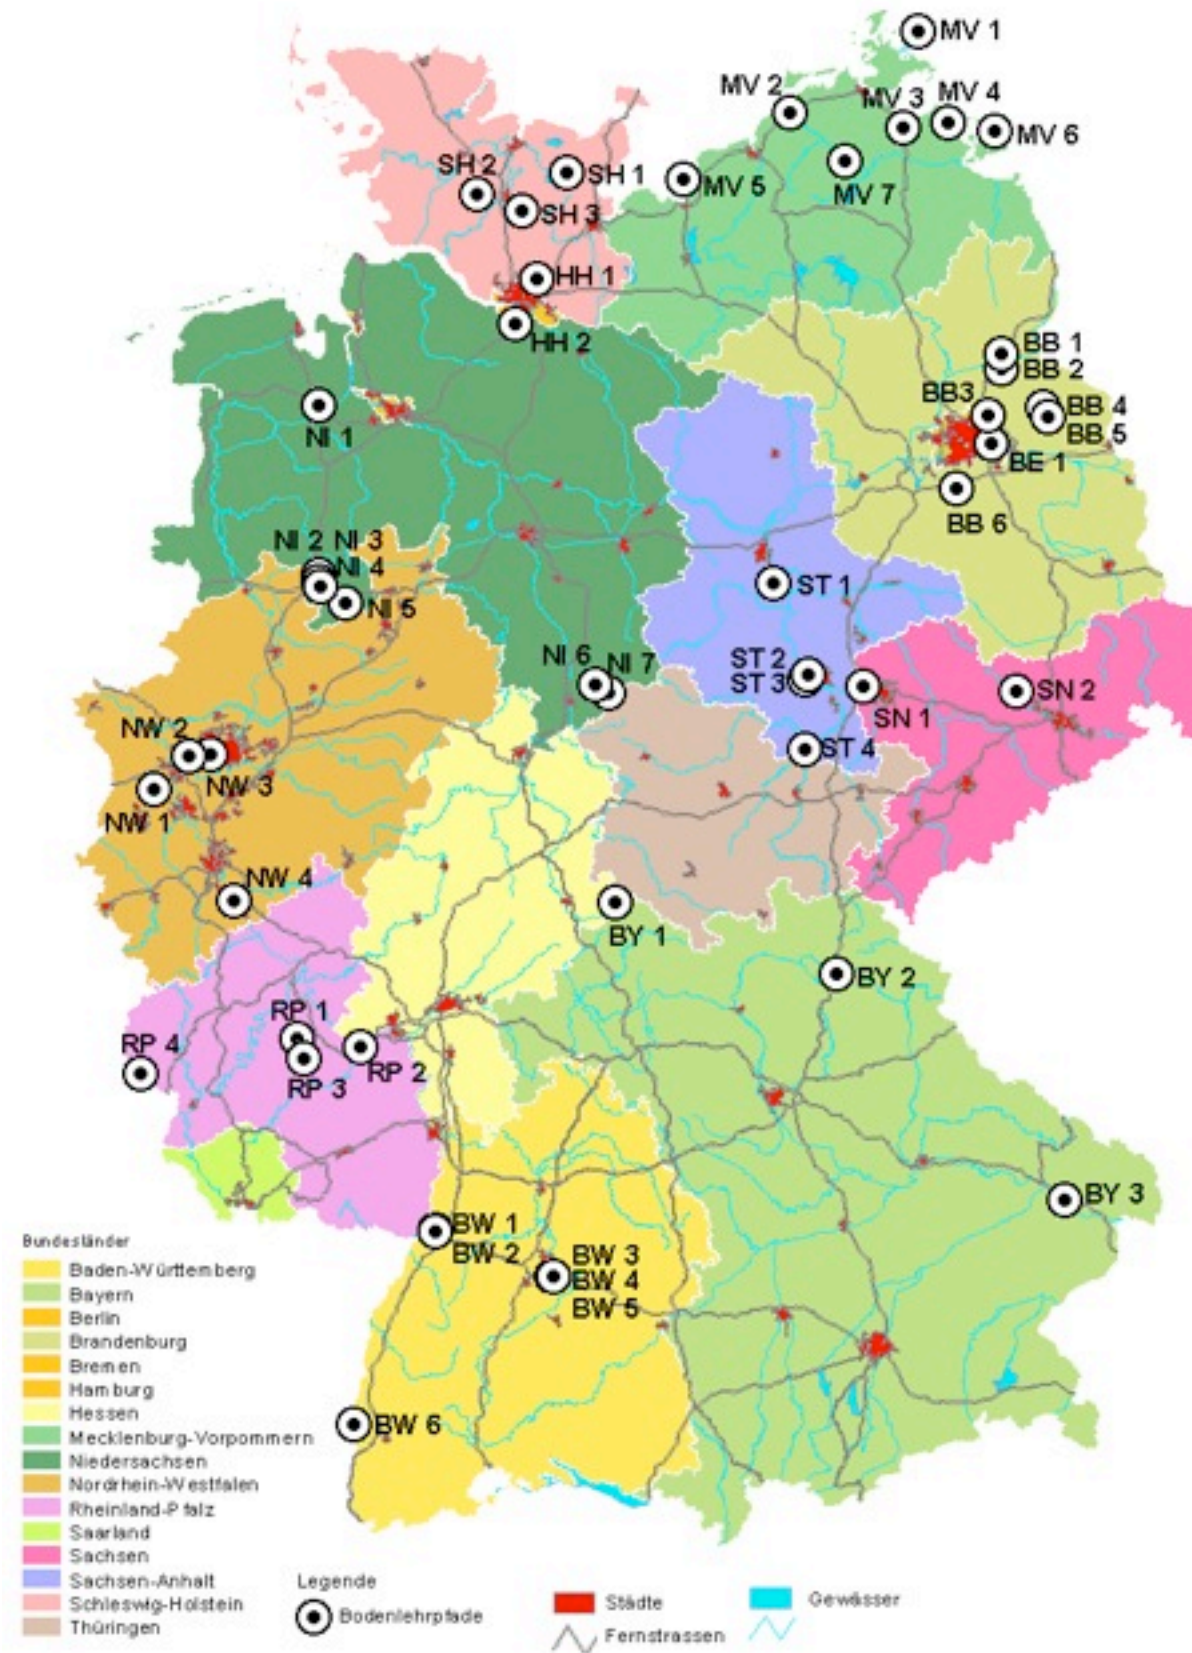 MV 1
MV 2
MV 3
MV 4
MV 6
SH 2
SH 1
MV 5
MV 7
SH 3
HH 1
HH 2
BB 1
BB 2
BB3
BB 4
BB 5
NI 1
BE 1
BB 6
NI 2 NI 3
NI 4
NI 5
ST 1
NI 6 NI 7
ST 2
ST 3
SN 1
SN 2
NW 2
NW 3
NW 1
ST 4
NW 4
BY 1
BY 2
RP 1
RP 4
RP 2
RP 3
BY 3
BW 1
BW 2
BW 3
BW 4
BW 5
BW 6
Bundesländer
Baden-Württemberg
Bayern
Berlin
Brandenburg
Bremen
Hamburg
Hessen
Mecklenburg-Vorpommern
Niedersachsen
Nordrhein-Westfalen
Rheinland-Pfalz
Saarland
Sachsen
Sachsen-Anhalt
Schleswig-Holstein
Thüringen
Legende
Bodenlehrpfade
Städte
Fernstrassen
Gewässer